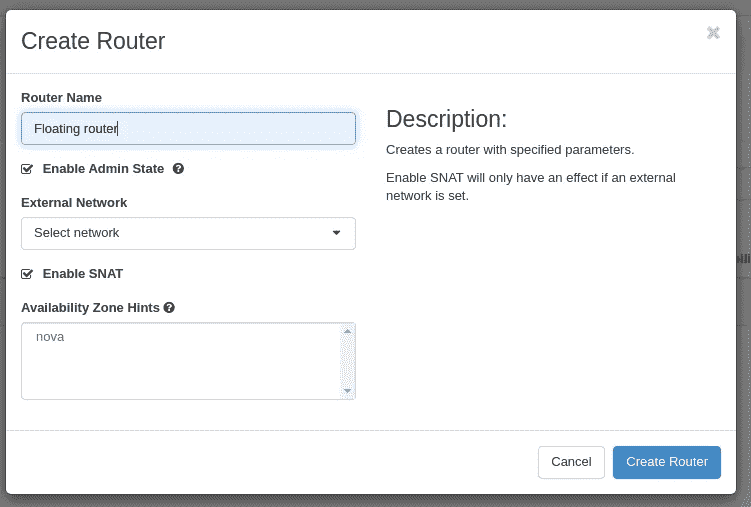 Create Router
Router Name
Floating router
Enable Admin State
External Network
Select network
Enable SNAT
Availability Zone Hints
nova
Description:
Creates a router with specified parameters.
Enable SNAT will only have an effect if an external
network is set.
Cancel
Create Router